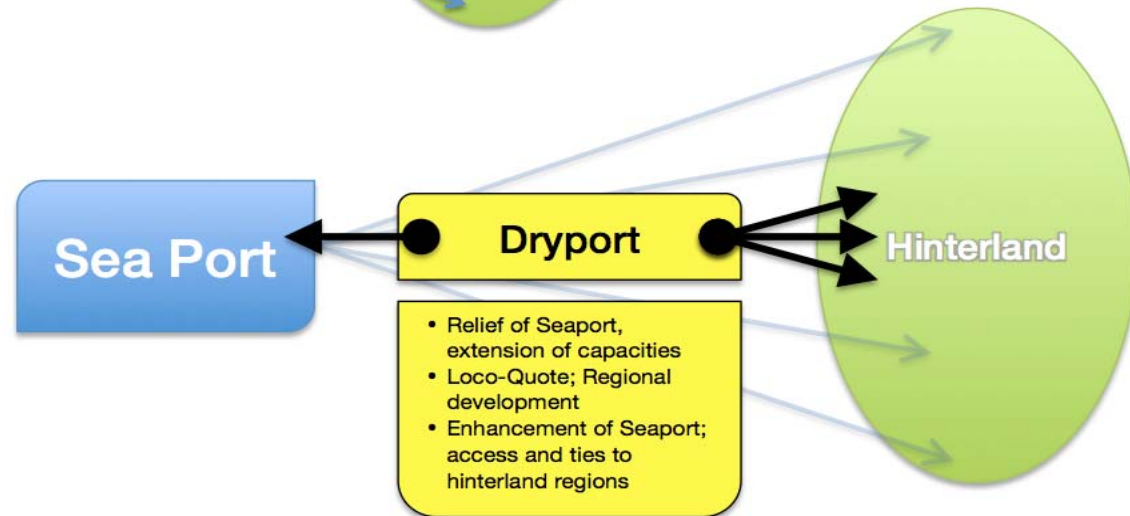 Sea Port
Dryport
Hinterland
• Relief of Seaport,
extension of capacities
• Loco-Quote; Regional
development
• Enhancement of Seaport;
access and ties to
hinterland regions